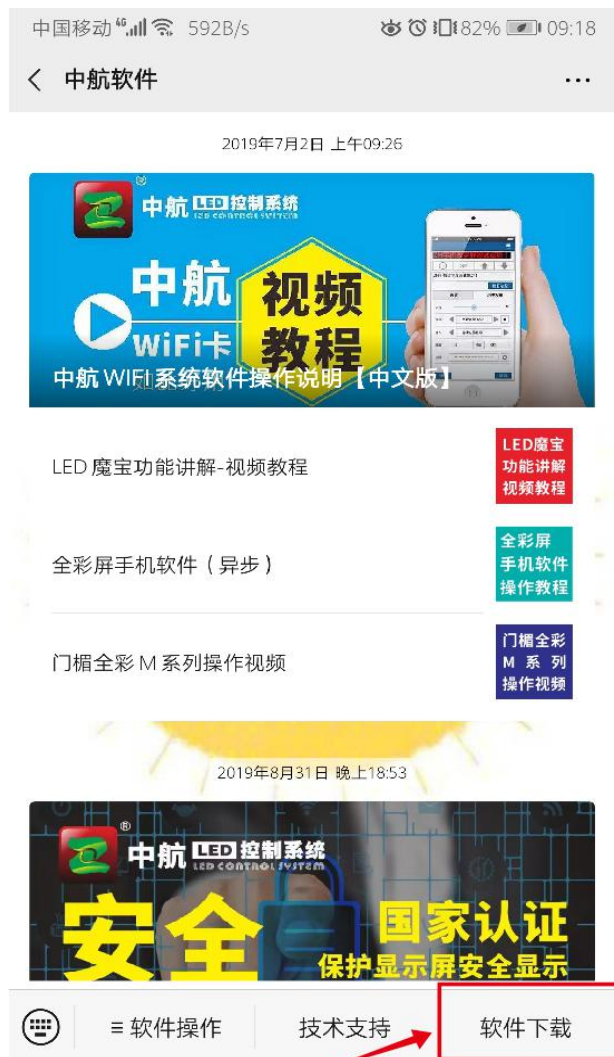 中国移动 46 592B/s 82% 09:18
中航软件
2019年7月2日 上午09:26
中航 LED 控制系统
LED CONTROL SYSTEM
中航
WiFi卡
视频
教程
中航 WIFI 系统软件操作说明【中文版】
LED 魔宝功能讲解-视频教程
LED魔宝
功能讲解
视频教程
全彩屏手机软件（异步）
全彩屏
手机软件
操作教程
门楣全彩 M 系列操作视频
门楣全彩
M 系 列
操作视频
2019年8月31日 晚上18:53
中航 LED 控制系统
LED CONTROL SYSTEM
安全
国家认证
保护显示屏安全显示
≡ 软件操作
技术支持
软件下载